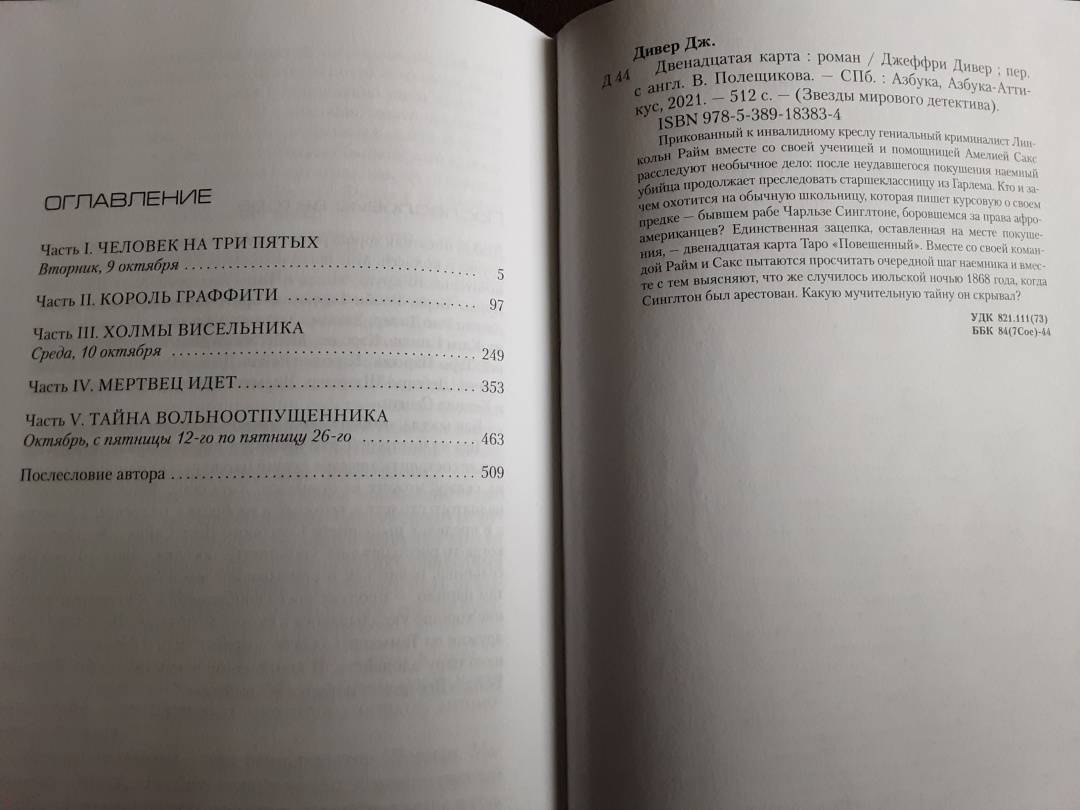 ОГЛАВЛЕНИЕ
Часть I. ЧЕЛОВЕК НА ТРИ ПЯТЫХ
Вторник, 9 октября ........................................ 5
Часть II. КОРОЛЬ ГРАФФИТИ ........................ 97
Часть III. ХОЛМЫ ВИСЕЛЬНИКА
Среда, 10 октября ........................................ 249
Часть IV. МЕРТВЕЦ ИДЕТ............................... 353
Часть V. ТАЙНА ВОЛЬНООТПУЩЕННИКА
Октябрь, с пятницы 12-го по пятницу 26-го ............... 463
Послесловие автора ........................................ 509
Дивер Дж.
Д 44 Двенадцатая карта : роман / Джеффри Дивер ; пер.
с англ. В. Полещикова. — СПб. : Азбука, Азбука-Атти-
кус, 2021. — 512 с. — (Звезды мирового детектива).
ISBN 978-5-389-18383-4
Прикованный к инвалидному креслу гениальный криминалист Лин-
кольн Райм вместе со своей ученицей и помощницей Амелией Сакс
расследуют необычное дело: после неудавшегося покушения наемный
убийца продолжает преследовать старшеклассницу из Гарлема. Кто и за-
чем охотится на обычную школьницу, которая пишет курсовую о своем
предке — бывшем рабе Чарльзе Синглтоне, боровшемся за права афро-
американцев? Единственная зацепка, оставленная на месте покуше-
ния, — двенадцатая карта Таро «Повешенный». Вместе со своей коман-
дой Райм и Сакс пытаются просчитать очередной шаг наемника и вмес-
те с тем выясняют, что же случилось июльской ночью 1868 года, когда
Синглтон был арестован. Какую мучительную тайну он скрывал?
УДК 821.111(73)
ББК 84(7Сое)-44